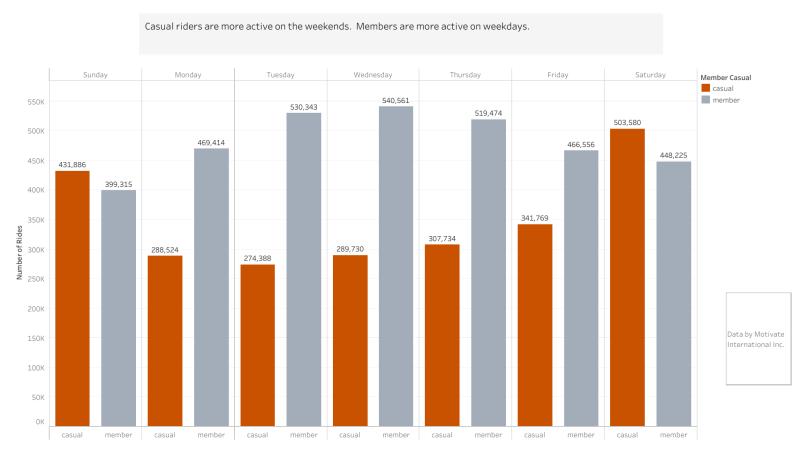 Casual riders are more active on the weekends.  Members are more active on weekdays.
Sunday Monday Tuesday Wednesday Thursday Friday Saturday
Member Casual
casual
member
Number of Rides
550K
500K
450K
400K
350K
300K
250K
200K
150K
100K
50K
0K
431,886 399,315 288,524 469,414 274,388 530,343 289,730 540,561 307,734 519,474 341,769 466,556 503,580 448,225
casual member casual member casual member casual member casual member casual member casual member
Data by Motivate
International Inc.